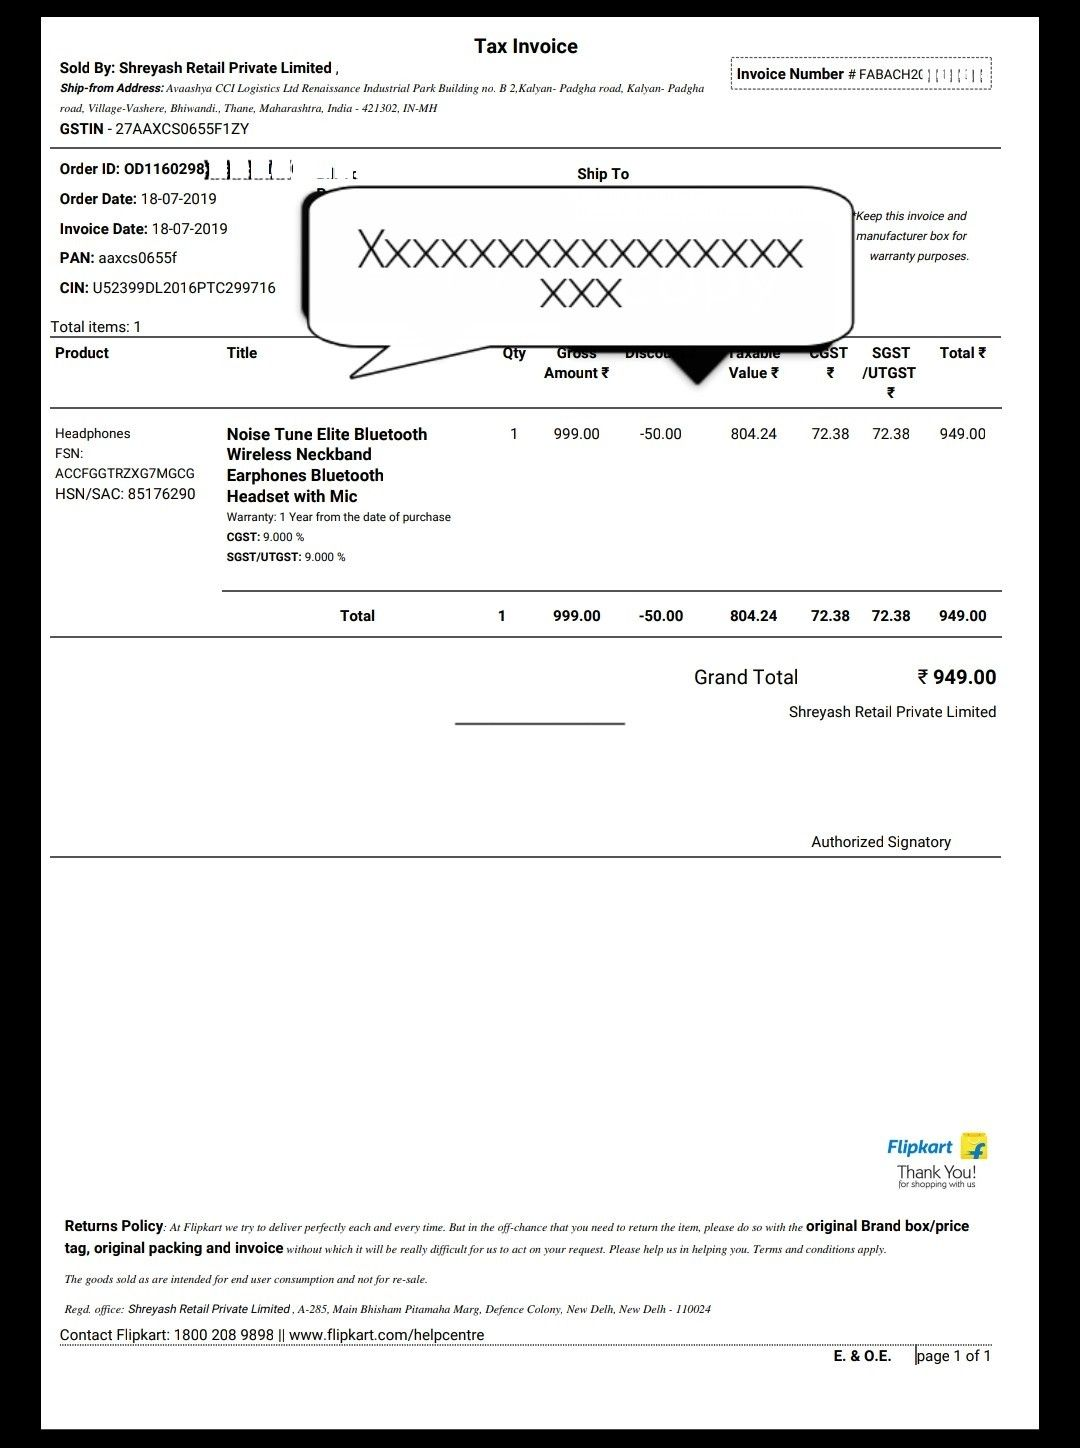 Tax Invoice
Sold By: Shreyash Retail Private Limited ,
Ship-from Address: Avaashya CCI Logistics Ltd Renaissance Industrial Park Building no. B 2,Kalyan- Padgha road, Kalyan- Padgha
road, Village-Vashere, Bhiwandi., Thane, Maharashtra, India - 421302, IN-MH
GSTIN - 27AAXCS0655F1ZY
Invoice Number # FABACH20
Order ID: OD1160298
Order Date: 18-07-2019
Invoice Date: 18-07-2019
PAN: aaxcs0655f
CIN: U52399DL2016PTC299716
Ship To
Xxxxxxxxxxxxxxxxx
xxx
*Keep this invoice and
manufacturer box for
warranty purposes.
Total items: 1
Product Title Qty Gross Taxable CGST SGST Total ₹
Amount ₹ Value ₹ ₹ /UTGST
₹
Headphones
FSN:
ACCFGGTRZXG7MGCG
HSN/SAC: 85176290
Noise Tune Elite Bluetooth 1 999.00 -50.00 804.24 72.38 72.38 949.00
Wireless Neckband
Earphones Bluetooth
Headset with Mic
Warranty: 1 Year from the date of purchase
CGST: 9.000 %
SGST/UTGST: 9.000 %
Total 1 999.00 -50.00 804.24 72.38 72.38 949.00
Grand Total ₹ 949.00
Shreyash Retail Private Limited
Authorized Signatory
Flipkart
Thank You!
for shopping with us
Returns Policy: At Flipkart we try to deliver perfectly each and every time. But in the off-chance that you need to return the item, please do so with the original Brand box/price
tag, original packing and invoice without which it will be really difficult for us to act on your request. Please help us in helping you. Terms and conditions apply.
The goods sold as are intended for end user consumption and not for re-sale.
Regd. office: Shreyash Retail Private Limited , A-285, Main Bhisham Pitamaha Marg, Defence Colony, New Delh, New Delh - 110024
Contact Flipkart: 1800 208 9898 || www.flipkart.com/helpcentre
E. & O.E. page 1 of 1